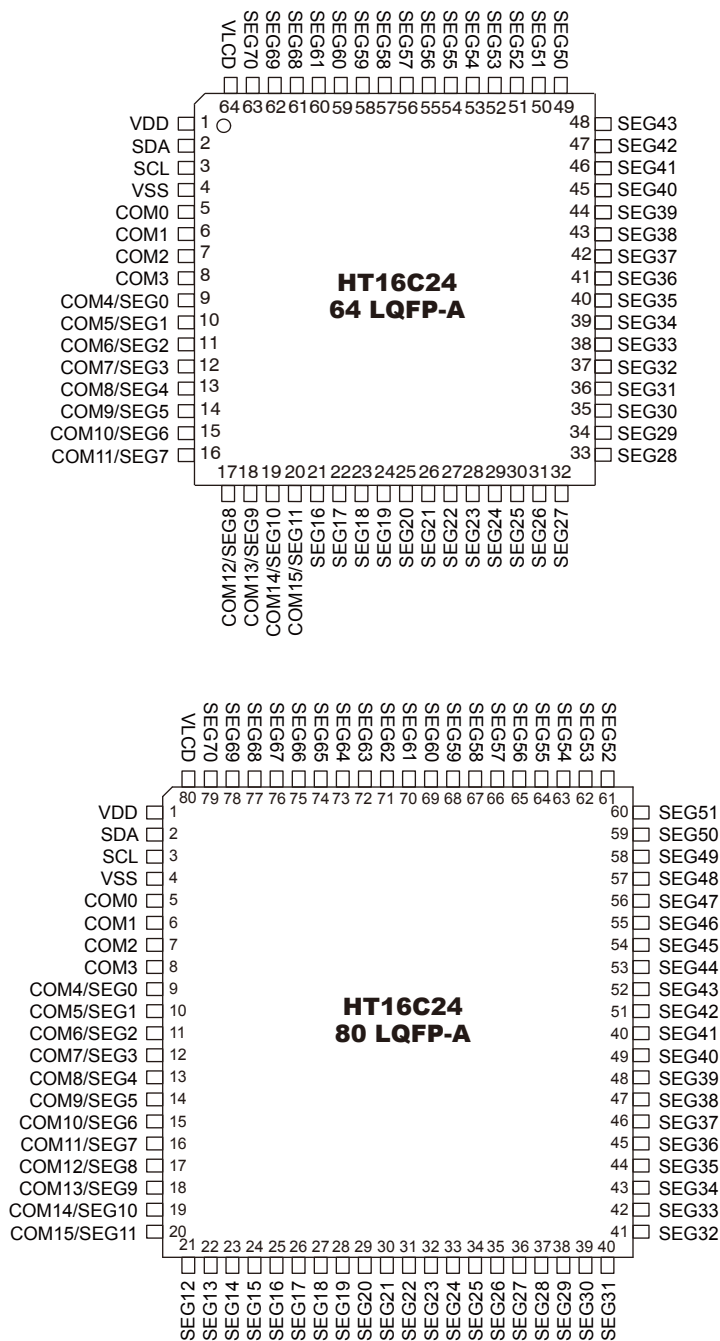 VLCD SEG70 SEG69 SEG68 SEG61 SEG60 SEG59 SEG58 SEG57 SEG56 SEG55 SEG54 SEG53 SEG52 SEG51 SEG50
64 63 62 61 60 59 58 57 56 55 54 53 52 51 50 49
VDD 1 48 SEG43
SDA 2 47 SEG42
SCL 3 46 SEG41
VSS 4 45 SEG40
COM0 5 44 SEG39
COM1 6 43 SEG38
COM2 7 42 SEG37
COM3 8 41 SEG36
HT16C24
COM4/SEG0 9 40 SEG35
64 LQFP-A
COM5/SEG1 10 39 SEG34
COM6/SEG2 11 38 SEG33
COM7/SEG3 12 37 SEG32
COM8/SEG4 13 36 SEG31
COM9/SEG5 14 35 SEG30
COM10/SEG6 15 34 SEG29
COM11/SEG7 16 33 SEG28
17 18 19 20 21 22 23 24 25 26 27 28 29 30 31 32
COM12/SEG8 COM13/SEG9 COM14/SEG10 COM15/SEG11 SEG16 SEG17 SEG18 SEG19 SEG20 SEG21 SEG22 SEG23 SEG24 SEG25 SEG26 SEG27
VLCD SEG70 SEG69 SEG68 SEG67 SEG66 SEG65 SEG64 SEG63 SEG62 SEG61 SEG60 SEG59 SEG58 SEG57 SEG56 SEG55 SEG54 SEG53 SEG52
80 79 78 77 76 75 74 73 72 71 70 69 68 67 66 65 64 63 62 61
VDD 1 60 SEG51
SDA 2 59 SEG50
SCL 3 58 SEG49
VSS 4 57 SEG48
COM0 5 56 SEG47
COM1 6 55 SEG46
COM2 7 54 SEG45
COM3 8 53 SEG44
COM4/SEG0 9 52 SEG43
HT16C24
COM5/SEG1 10 51 SEG42
80 LQFP-A
COM6/SEG2 11 40 SEG41
COM7/SEG3 12 49 SEG40
COM8/SEG4 13 48 SEG39
COM9/SEG5 14 47 SEG38
COM10/SEG6 15 46 SEG37
COM11/SEG7 16 45 SEG36
COM12/SEG8 17 44 SEG35
COM13/SEG9 18 43 SEG34
COM14/SEG10 19 42 SEG33
COM15/SEG11 20 41 SEG32
21 22 23 24 25 26 27 28 29 30 31 32 33 34 35 36 37 38 39 40
SEG12 SEG13 SEG14 SEG15 SEG16 SEG17 SEG18 SEG19 SEG20 SEG21 SEG22 SEG23 SEG24 SEG25 SEG26 SEG27 SEG28 SEG29 SEG30 SEG31